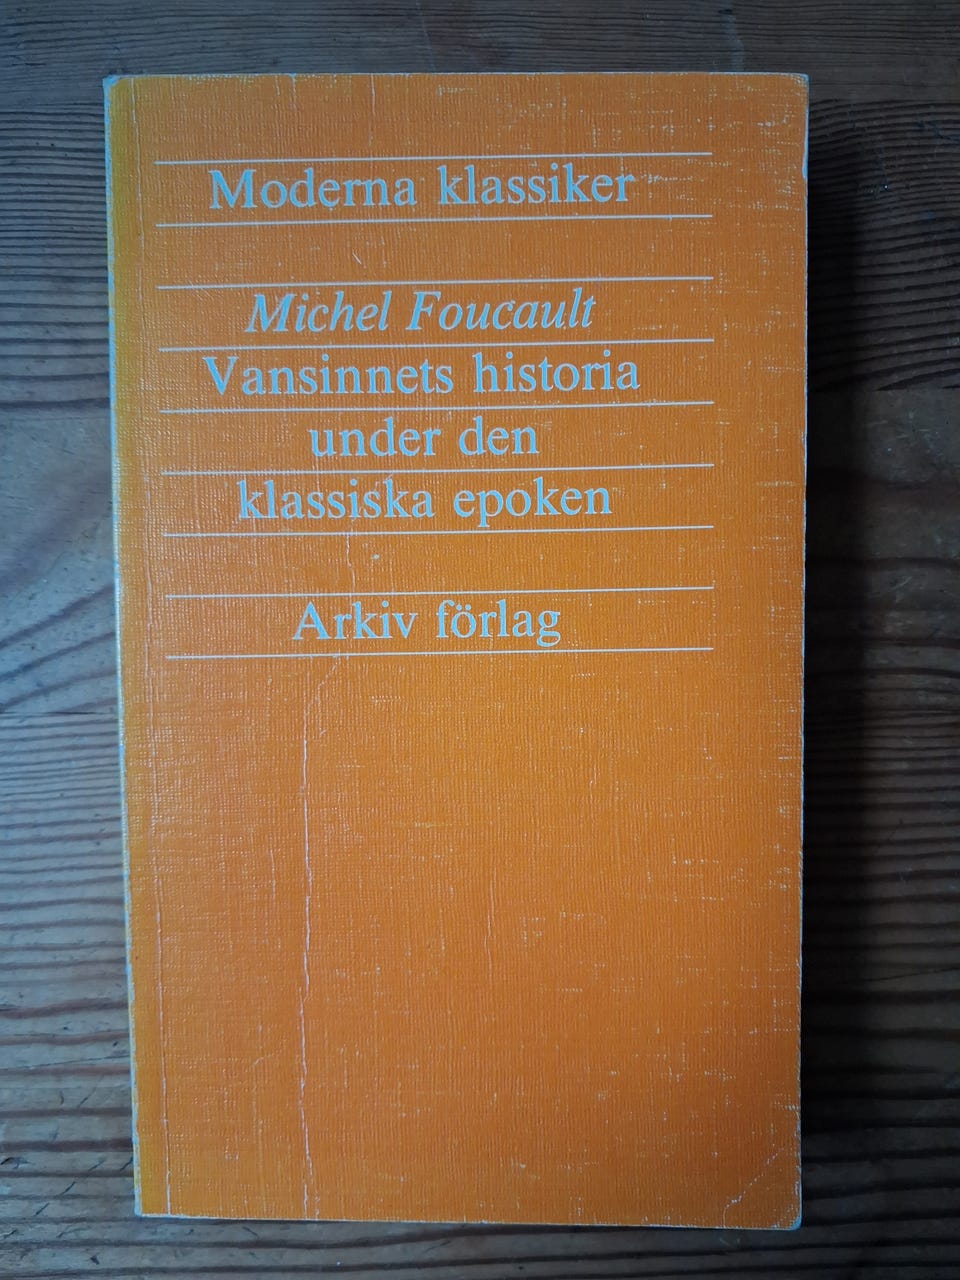 Moderna klassiker
Michel Foucault
Vansinnets historia
under den
klassiska epoken
Arkiv förlag